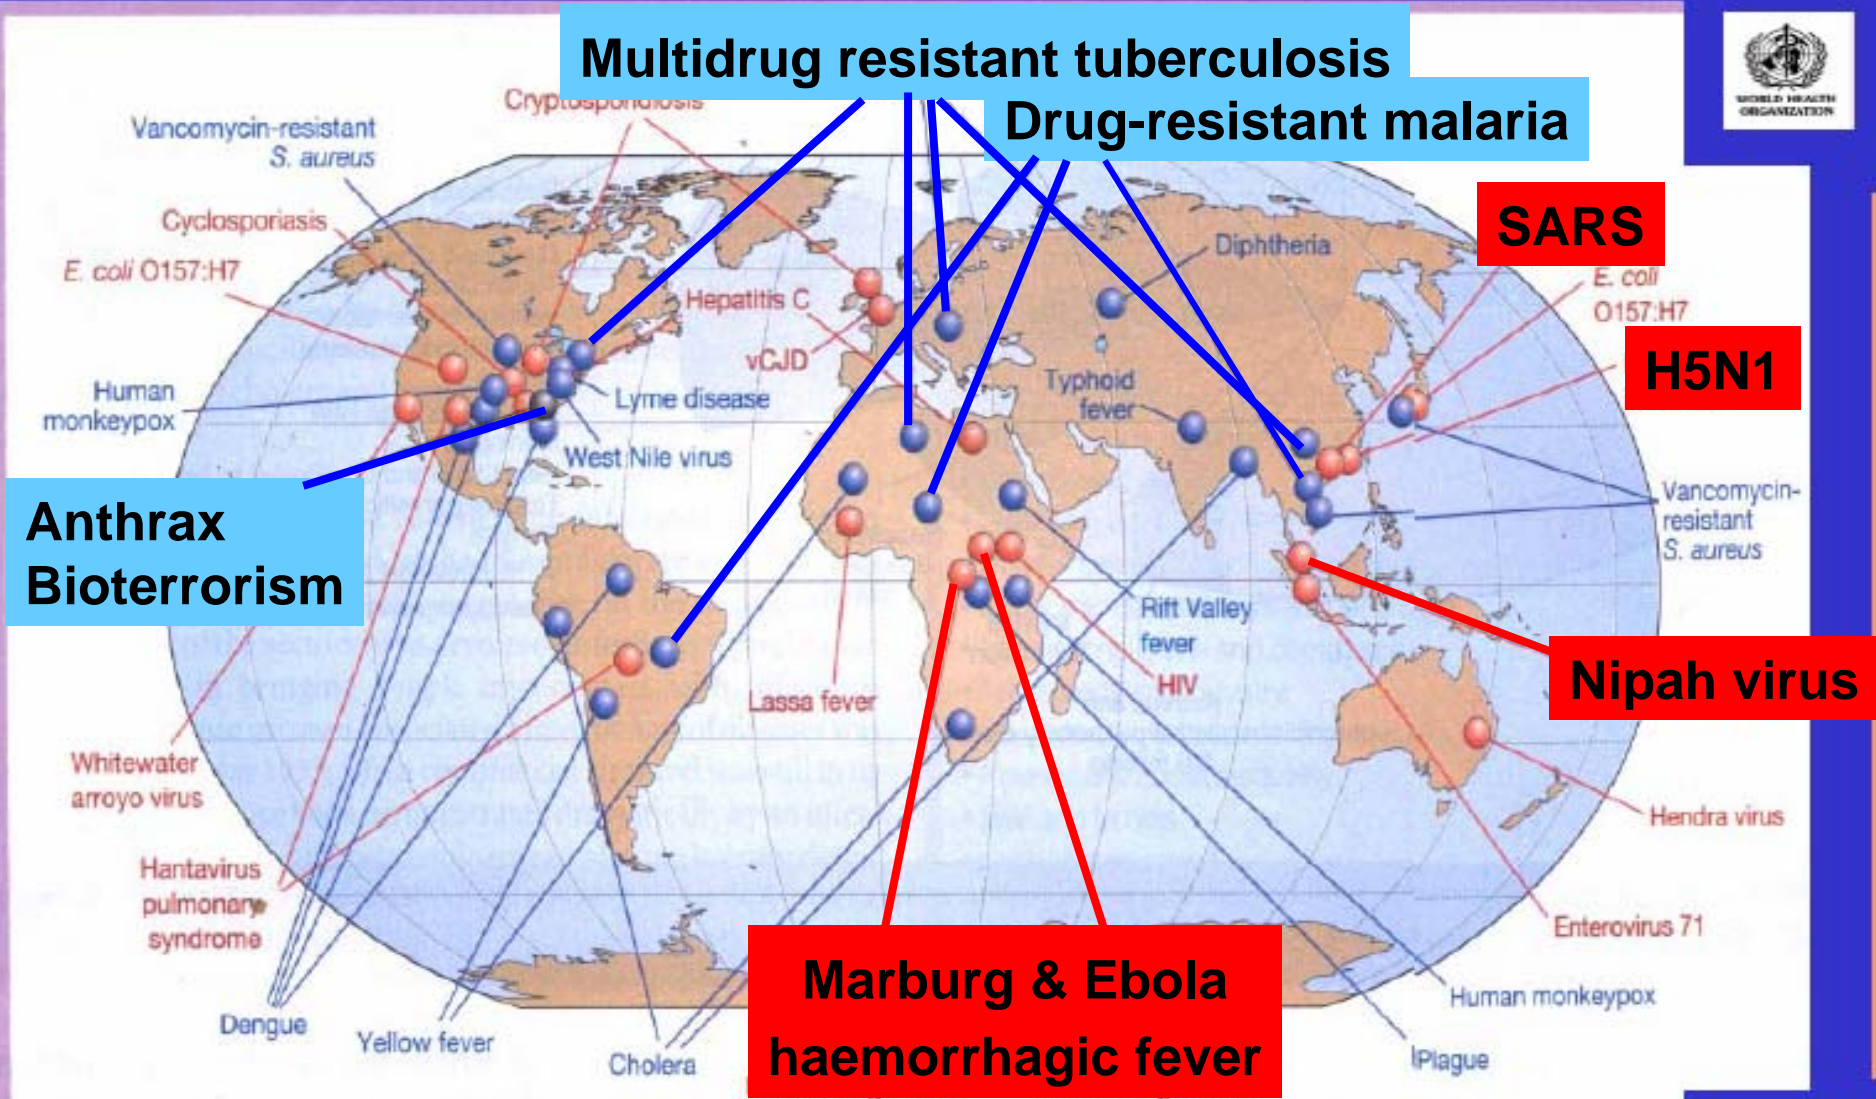 Multidrug resistant tuberculosis
Drug-resistant malaria
WORLD HEALTH
ORGANIZATION
Vancomycin-resistant
S. aureus
Cyclosporiasis
E. coli O157:H7
Human
monkeypox
Anthrax
Bioterrorism
Hepatitis C
vCJD
Lyme disease
West Nile virus
Diphtheria
Typhoid
fever
SARS
E. coli
O157:H7
H5N1
Vancomycin-
resistant
S. aureus
Nipah virus
Rift Valley
fever
HIV
Lassa fever
Whitewater
arroyo virus
Hantavirus
pulmonary
syndrome
Hendra virus
Enterovirus 71
Marburg & Ebola
haemorrhagic fever
Human monkeypox
Plague
Dengue
Yellow fever
Cholera